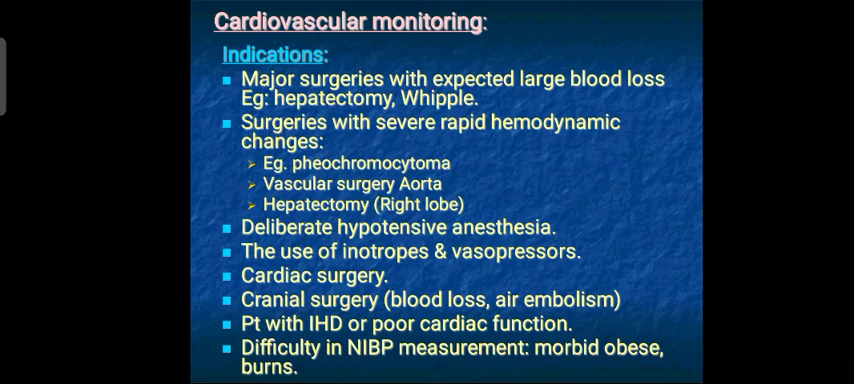 Cardiovascular monitoring:
Indications:
Major surgeries with expected large blood loss
Eg: hepatectomy, Whipple.
Surgeries with severe rapid hemodynamic
changes:
Eg. pheochromocytoma
Vascular surgery Aorta
Hepatectomy (Right lobe)
Deliberate hypotensive anesthesia.
The use of inotropes & vasopressors.
Cardiac surgery.
Cranial surgery (blood loss, air embolism)
Pt with IHD or poor cardiac function.
Difficulty in NIBP measurement: morbid obese,
burns.